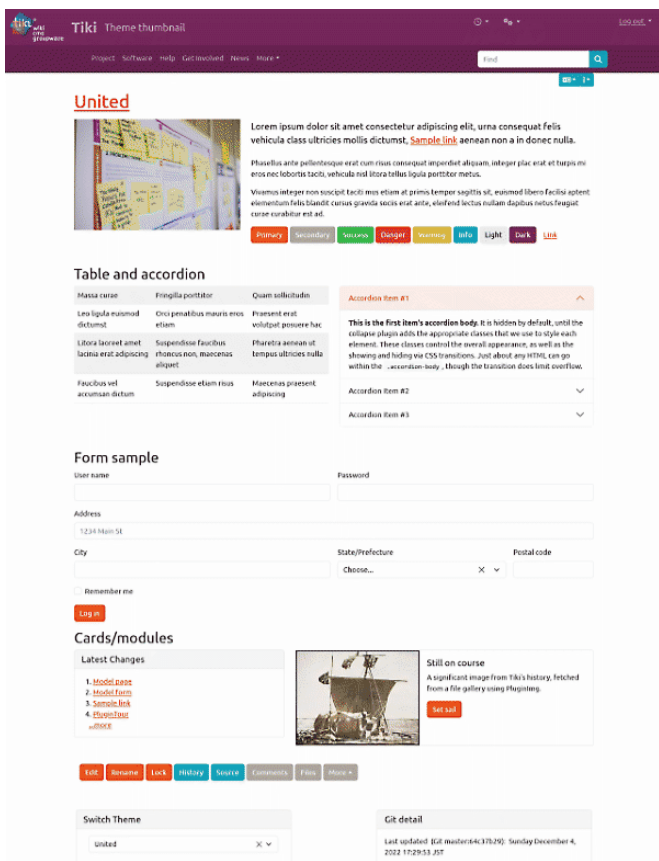 tiki wiki cms groupware
Tiki Theme thumbnail
Log out
Project Software Help Get Involved News More
Find
United
Lorem ipsum dolor sit amet consectetur adipiscing elit, urna consequat felis
vehicula class ultricies mollis dictumst, Sample link aenean non a in donec nulla.
Phasellus ante pellentesque erat cum risus consequat imperdiet aliquam, integer plac erat et turpis mi
eros nec lobortis taciti, vehicula nisl litora tellus ligula porttitor metus.
Vivamus integer non suscipit taciti mus etiam at primis tempor sagittis sit, euismod libero facilisi aptent
elementum felis blandit cursus gravida sociis erat ante, eleifend lectus nullam dapibus netus feugiat
curae curabitur est ad.
Primary Secondary Success Danger Warning Info Light Dark Link
Table and accordion
Massa curae Fringilla porttitor Quam sollicitudin
Leo ligula euismod dictumst Orci penatibus mauris eros etiam Praesent erat volutpat posuere hac
Litora laoreet amet lacinia erat adipiscing Suspendisse faucibus rhoncus non, maecenas aliquet Pharetra aenean ut tempus ultricies nulla
Faucibus vel accumsan dictum Suspendisse etiam risus Maecenas praesent adipiscing
Accordion Item #1
This is the first item's accordion body. It is hidden by default, until the
collapse plugin adds the appropriate classes that we use to style each
element. These classes control the overall appearance, as well as the
showing and hiding via CSS transitions. Just about any HTML can go
within the .accordion-body, though the transition does limit overflow.
Accordion Item #2
Accordion Item #3
Form sample
User name Password
Address
1234 Main St
City State/Prefecture Postal code
Choose...
Remember me
Log in
Cards/modules
Latest Changes
1. Model page
2. Model form
3. Sample link
4. PluginTour
...more
Still on course
A significant image from Tiki's history, fetched
from a file gallery using PluginImg.
Set sail
Edit Rename Lock History Source Comments Files More
Switch Theme
United
Git detail
Last updated (Git master:64c37b29): Sunday December 4,
2022 17:29:53 JST